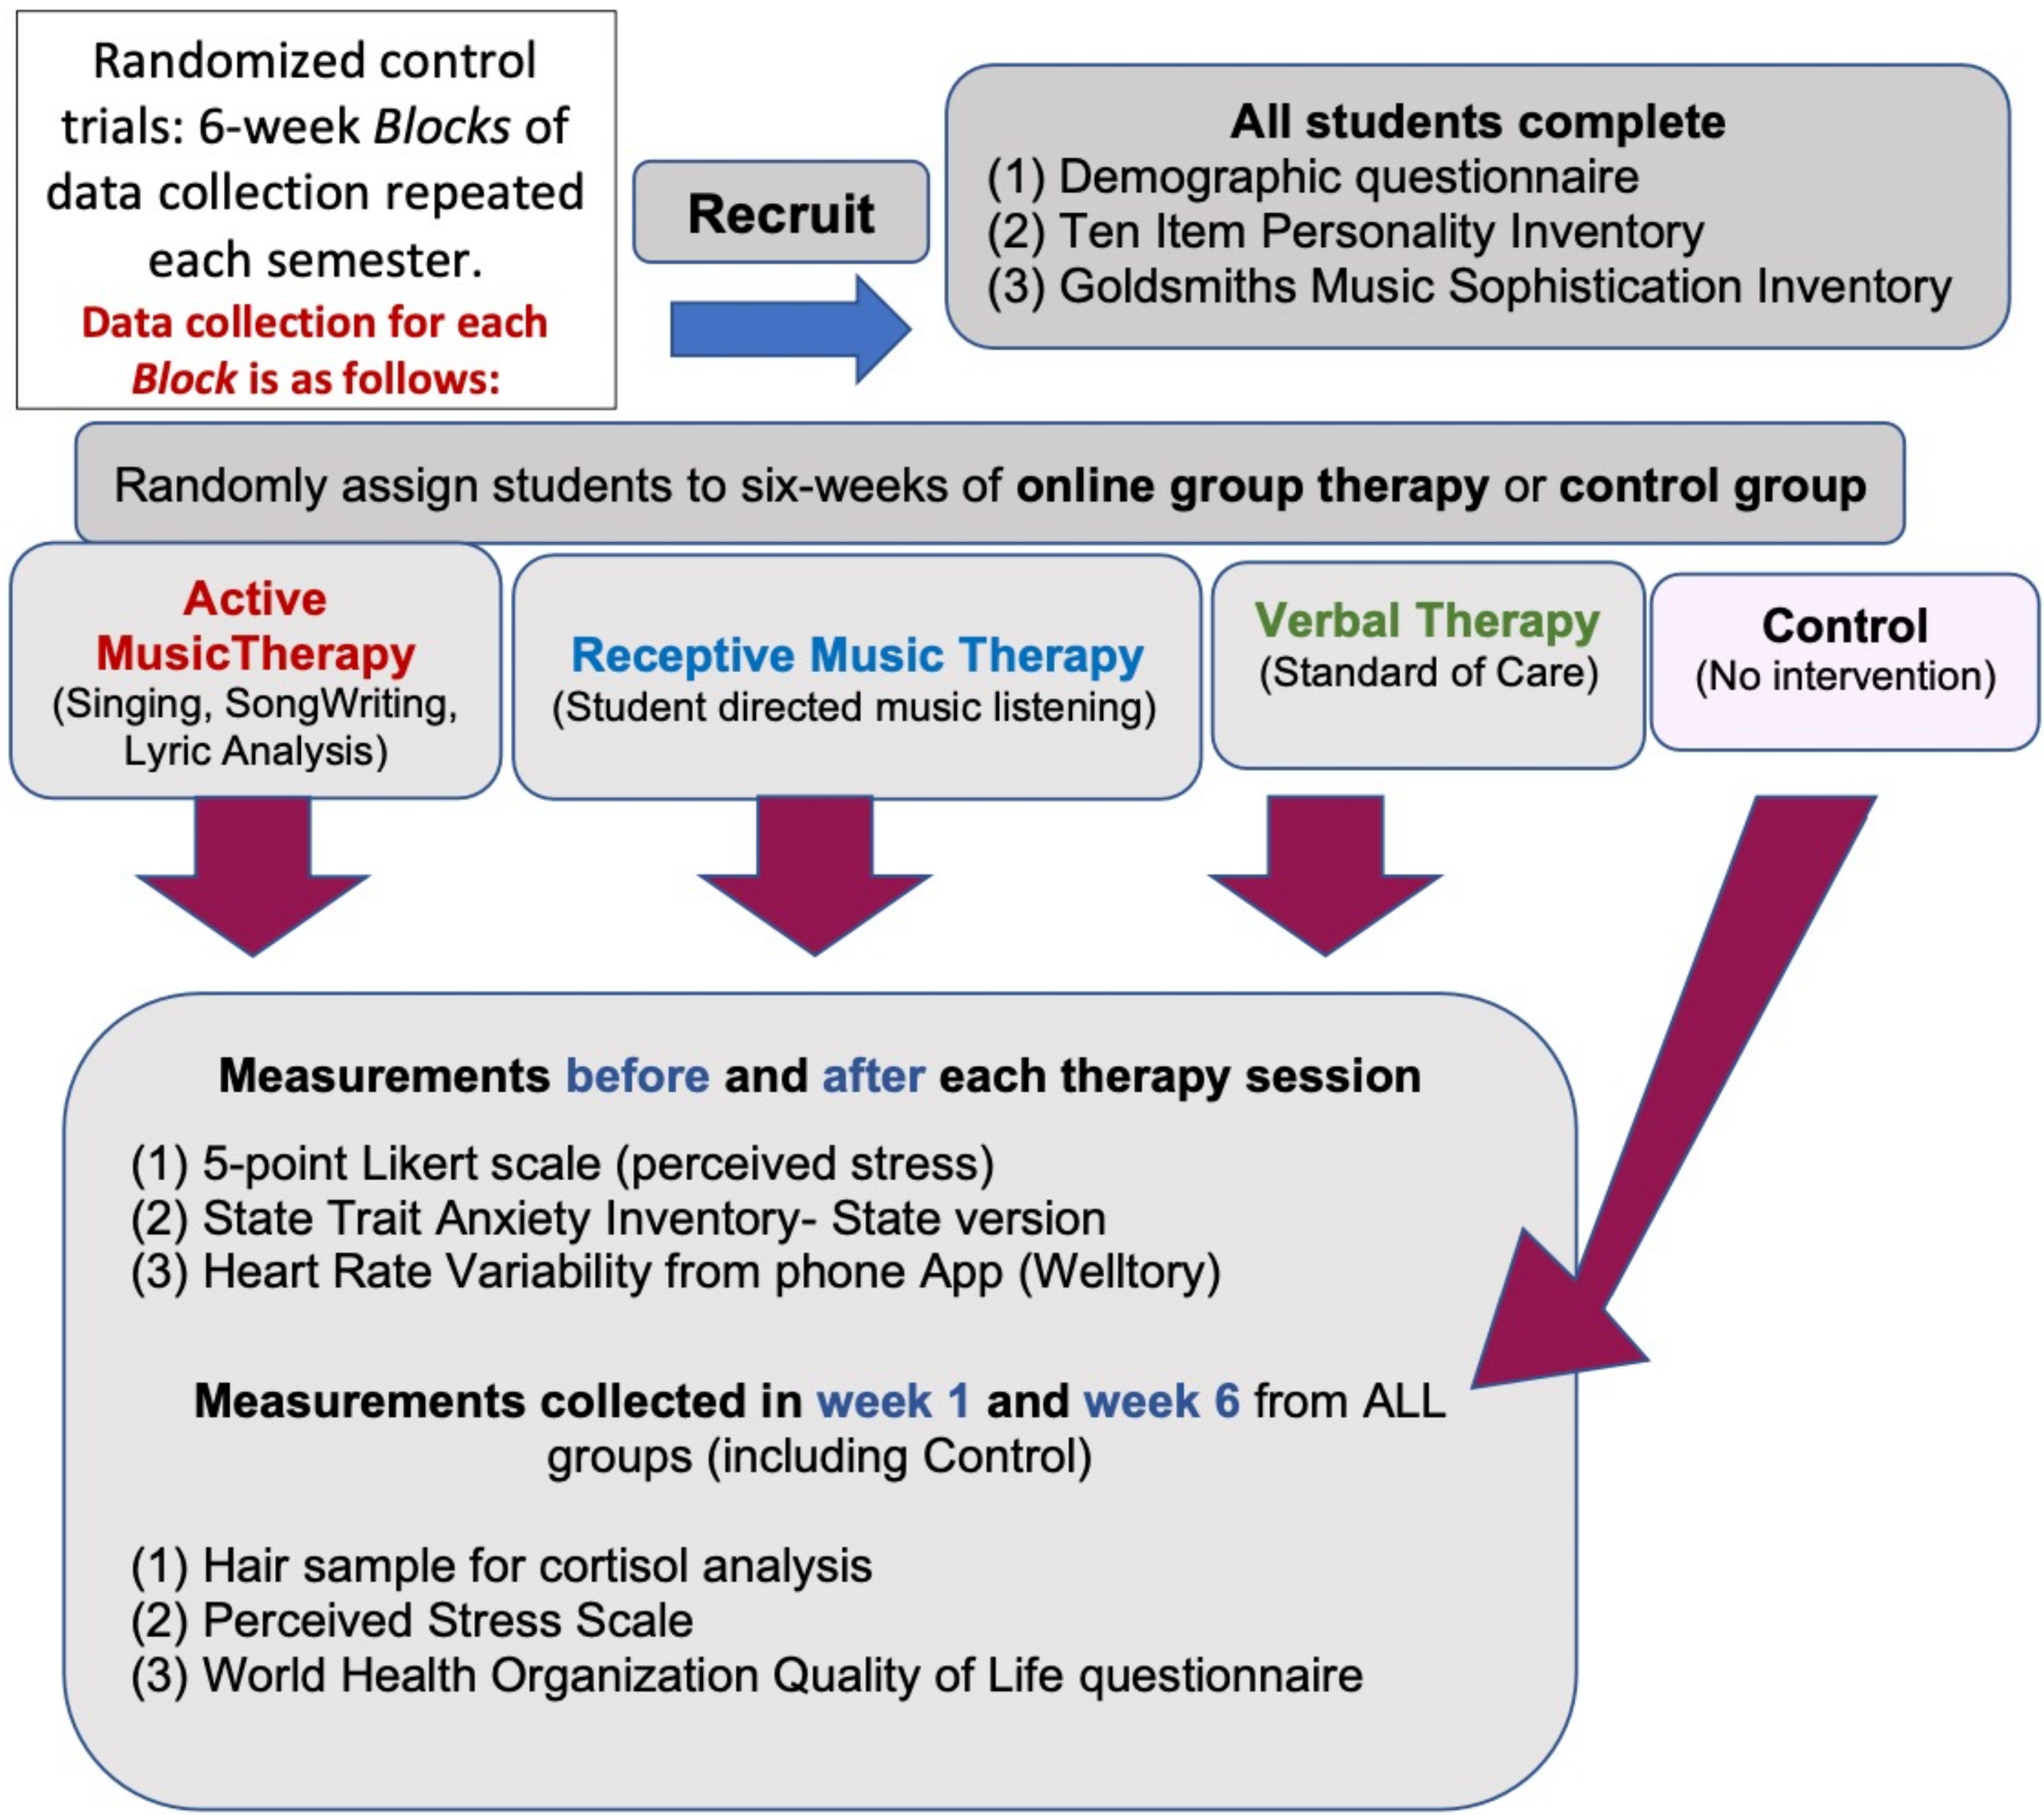 Randomized control
trials: 6-week Blocks of
data collection repeated
each semester.
Data collection for each
Block is as follows:
Recruit
All students complete
(1) Demographic questionnaire
(2) Ten Item Personality Inventory
(3) Goldsmiths Music Sophistication Inventory
Randomly assign students to six-weeks of online group therapy or control group
Active
MusicTherapy
(Singing, SongWriting,
Lyric Analysis)
Receptive Music Therapy
(Student directed music listening)
Verbal Therapy
(Standard of Care)
Control
(No intervention)
Measurements before and after each therapy session
(1) 5-point Likert scale (perceived stress)
(2) State Trait Anxiety Inventory- State version
(3) Heart Rate Variability from phone App (Welltory)
Measurements collected in week 1 and week 6 from ALL
groups (including Control)
(1) Hair sample for cortisol analysis
(2) Perceived Stress Scale
(3) World Health Organization Quality of Life questionnaire